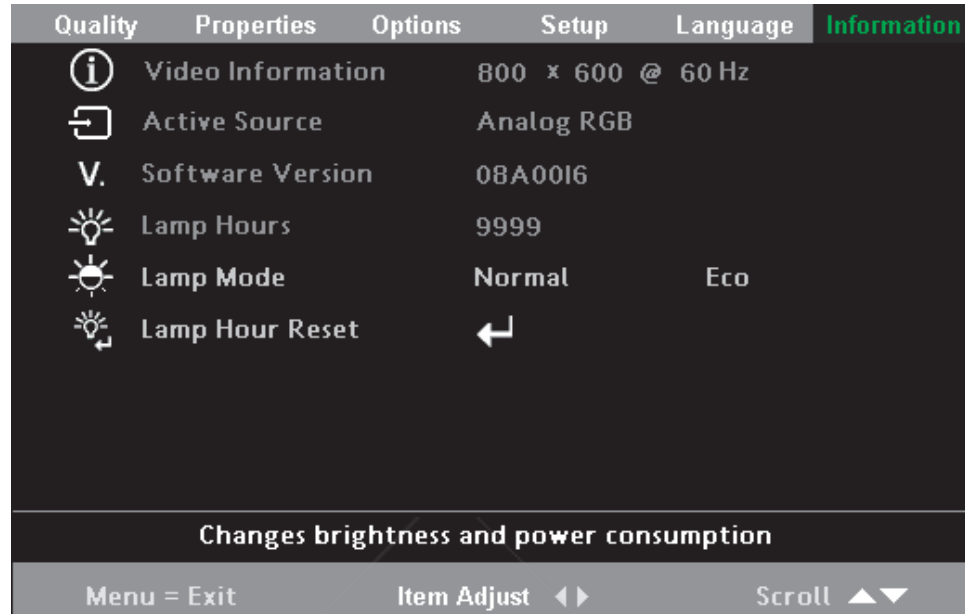 Quality Properties Options Setup Language Information
Video Information 800 x 600 @ 60 Hz
Active Source Analog RGB
V. Software Version 08A0016
Lamp Hours 9999
Lamp Mode Normal Eco
Lamp Hour Reset
Changes brightness and power consumption
Menu = Exit Item Adjust Scroll